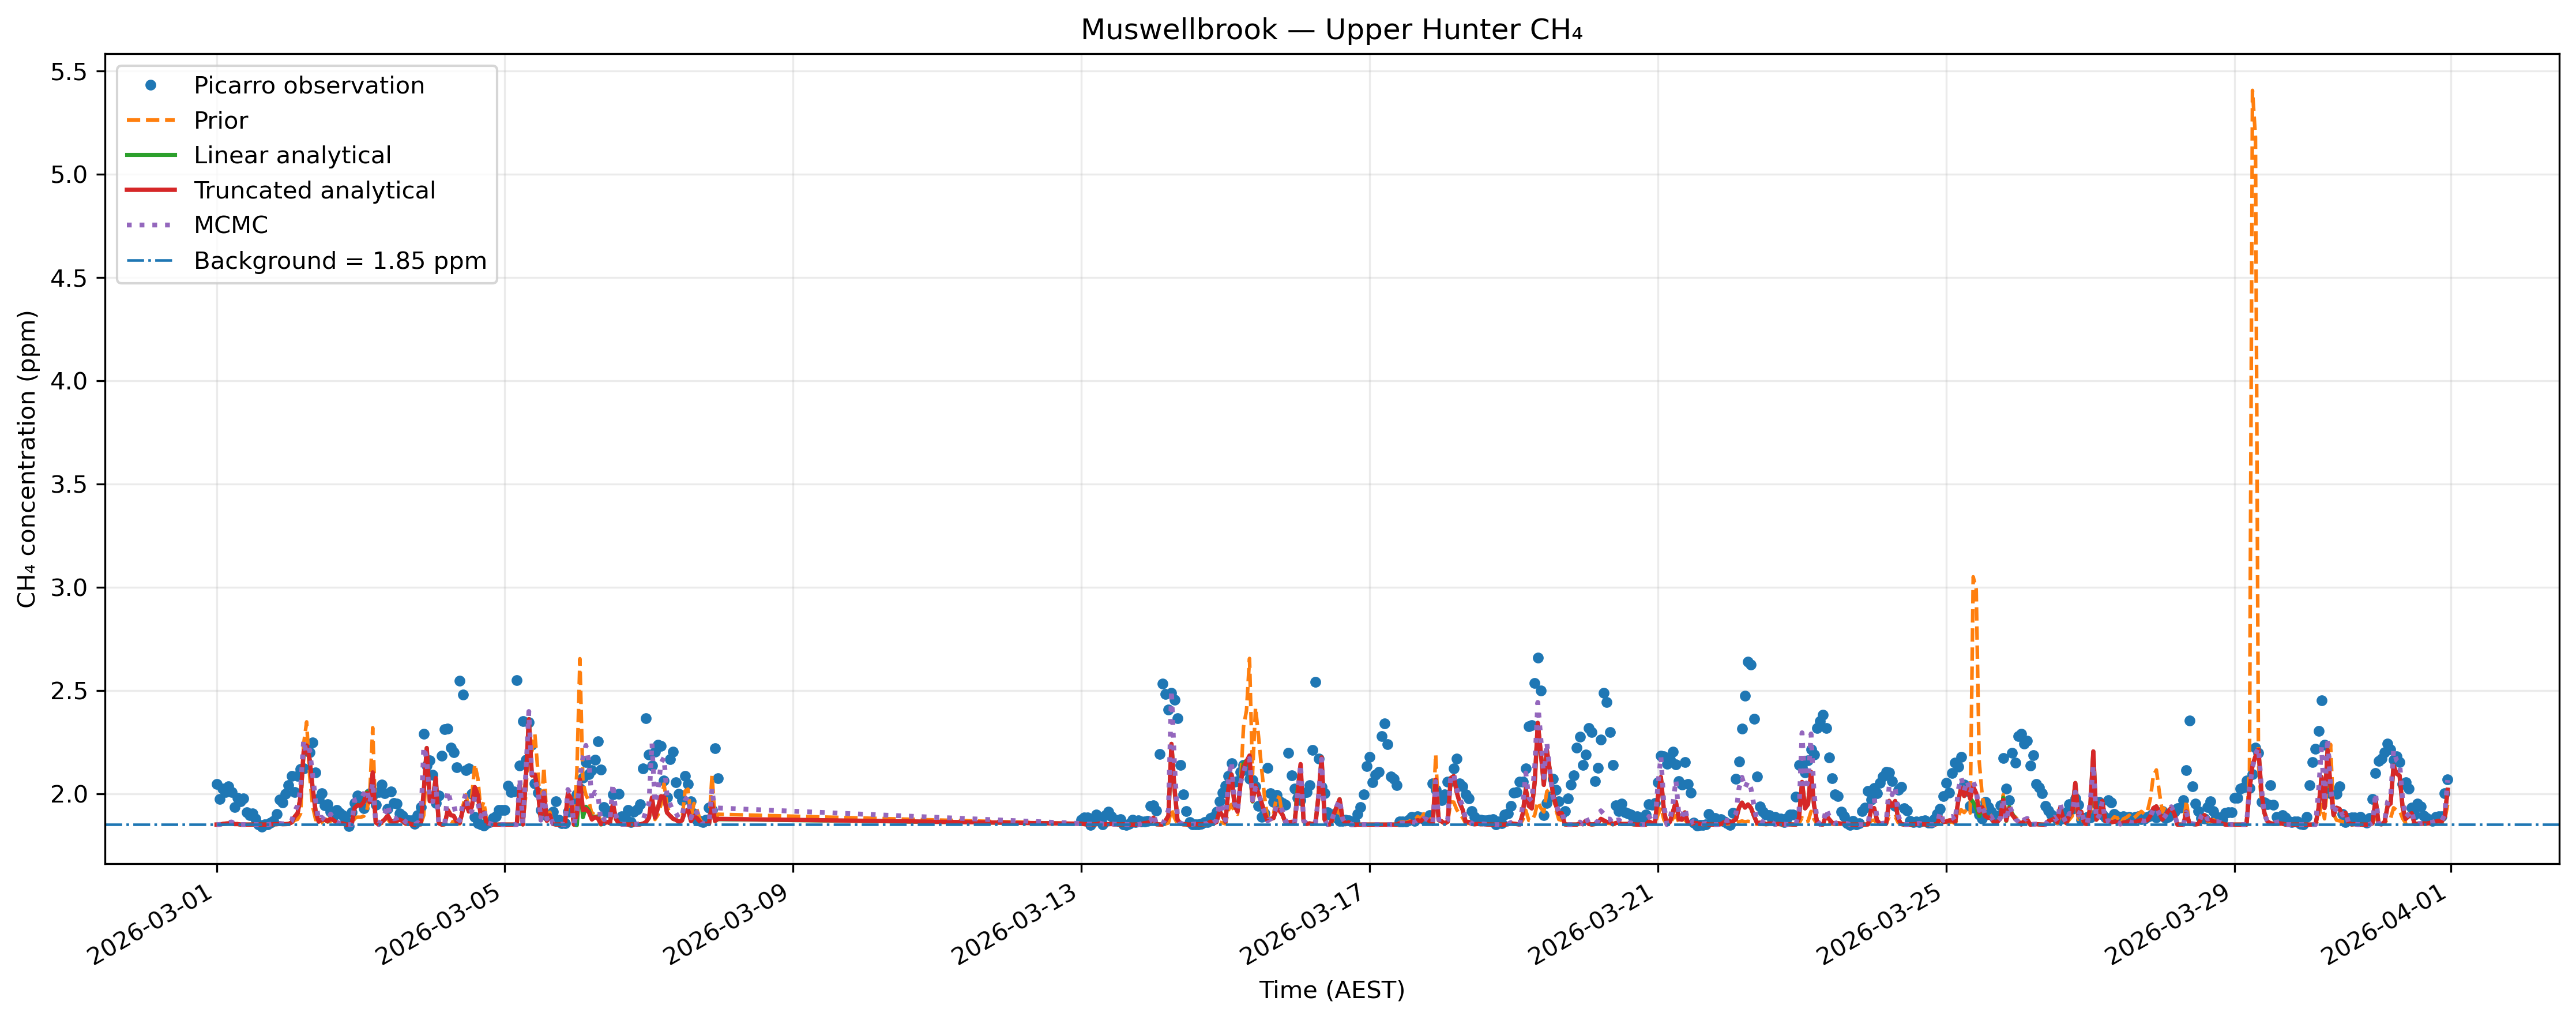 Muswellbrook — Upper Hunter CH₄
CH₄ concentration (ppm)
5.5
5.0
4.5
4.0
3.5
3.0
2.5
2.0
Picarro observation
Prior
Linear analytical
Truncated analytical
MCMC
Background = 1.85 ppm
2026-03-01
2026-03-05
2026-03-09
2026-03-13
2026-03-17
2026-03-21
2026-03-25
2026-03-29
2026-04-01
Time (AEST)